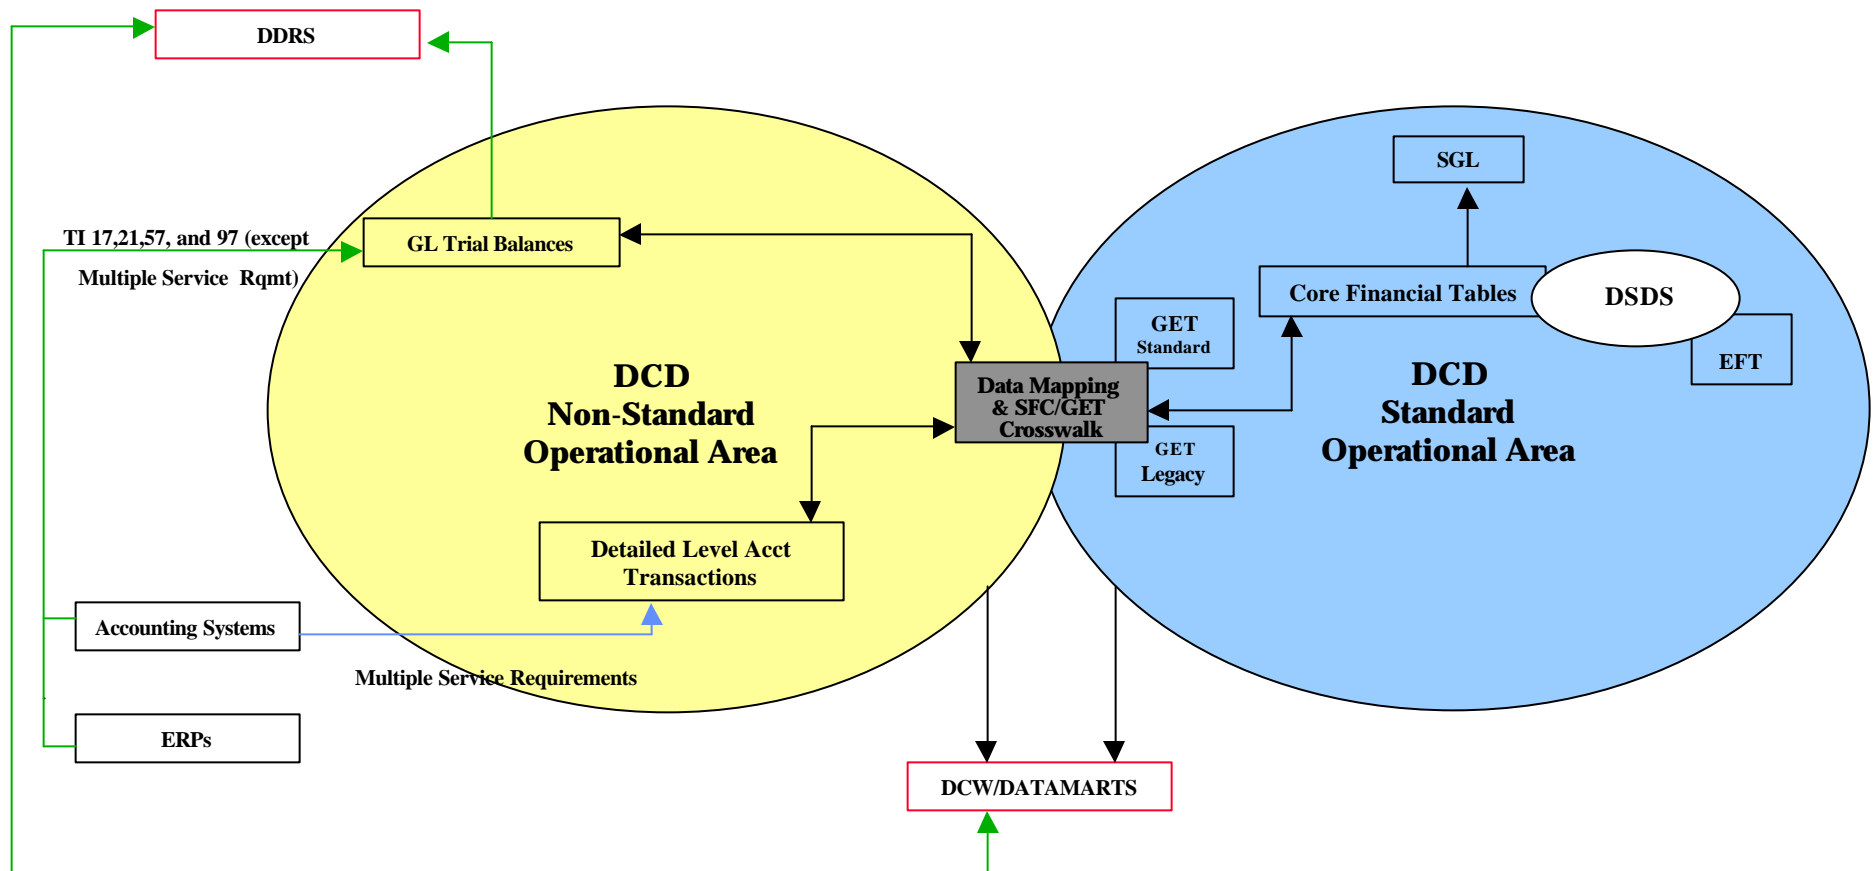 DDRS
SGL
TI 17,21,57, and 97 (except
Multiple Service Rqmt)
GL Trial Balances
Core Financial Tables
DSDS
GET
Standard
EFT
DCD
Non-Standard
Operational Area
Data Mapping
& SFC/GET
Crosswalk
DCD
Standard
Operational Area
GET
Legacy
Detailed Level Acct
Transactions
Accounting Systems
Multiple Service Requirements
ERPs
DCW/DATAMARTS